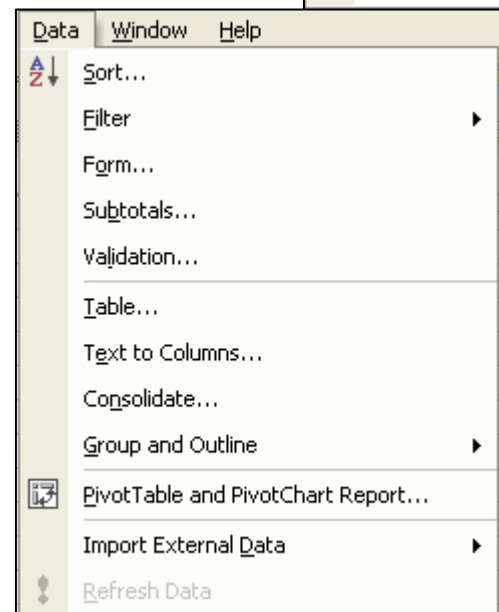 Data Window Help
Sort...
Filter
Form...
Subtotals...
Validation...
Table...
Text to Columns...
Consolidate...
Group and Outline
PivotTable and PivotChart Report...
Import External Data
Refresh Data